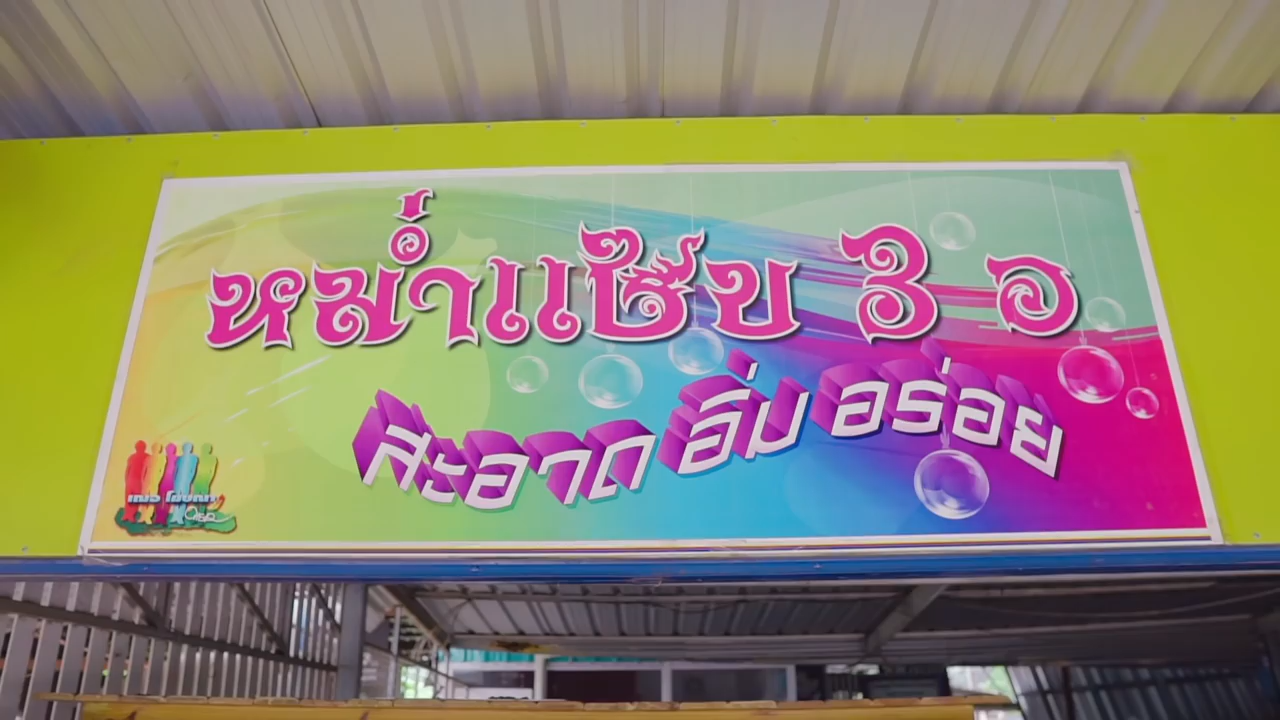 หม่ำแซ่บ 3 อ
สะอาด อิ่ม อร่อย